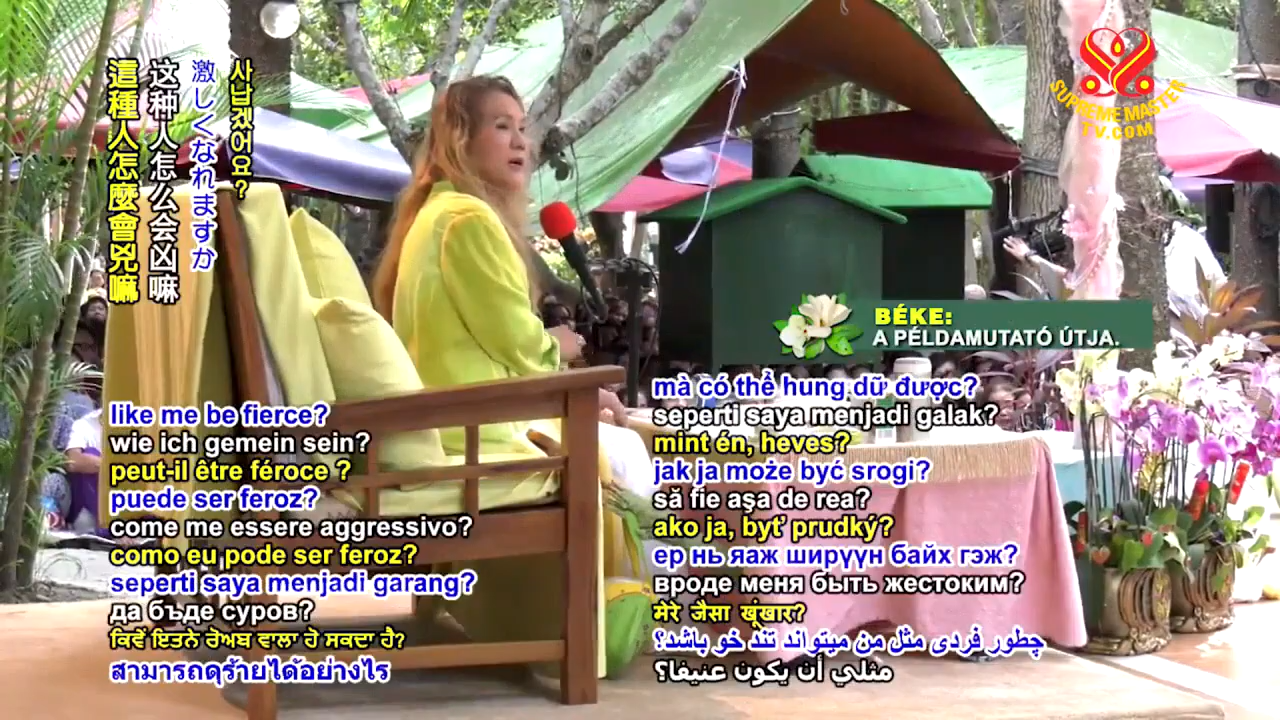 사납겠어요?
激しくなれますか
这种人怎么会凶嘛
這種人怎麼會兇嘛
SUPREME MASTER
TV.COM
BÉKE:
A PÉLDAMUTATÓ ÚTJA.
like me be fierce?
wie ich gemein sein?
peut-il être féroce ?
puede ser feroz?
come me essere aggressivo?
como eu pode ser feroz?
seperti saya menjadi garang?
да бъде суров?
ਕਿਵੇਂ ਇਤਨੇ ਰੋਅਬ ਵਾਲਾ ਹੋ ਸਕਦਾ ਹੈ?
สามารถดุร้ายได้อย่างไร
mà có thể hung dữ được?
seperti saya menjadi galak?
mint én, heves?
jak ja może być srogi?
să fie aşa de rea?
ako ja, byť prudký?
ер нь яаж ширүүн байх гэж?
вроде меня быть жестоким?
मेरे जैसा खूंखार?
چطور فردی مثل من میتواند تند خو باشد؟
مثلي أن يكون عنيفا؟